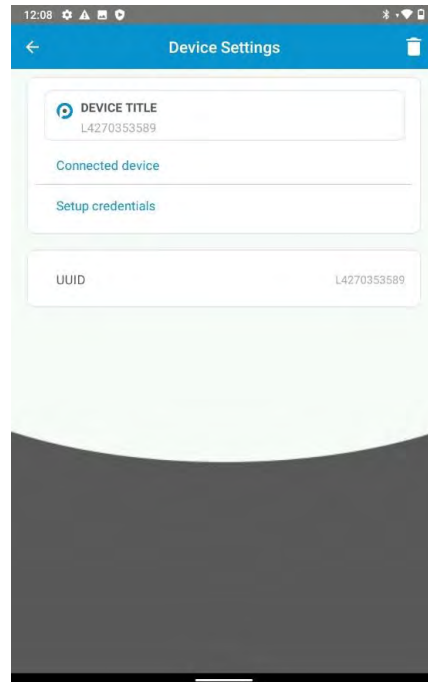 12:08
Device Settings
DEVICE TITLE
L4270353589
Connected device
Setup credentials
UUID L4270353589